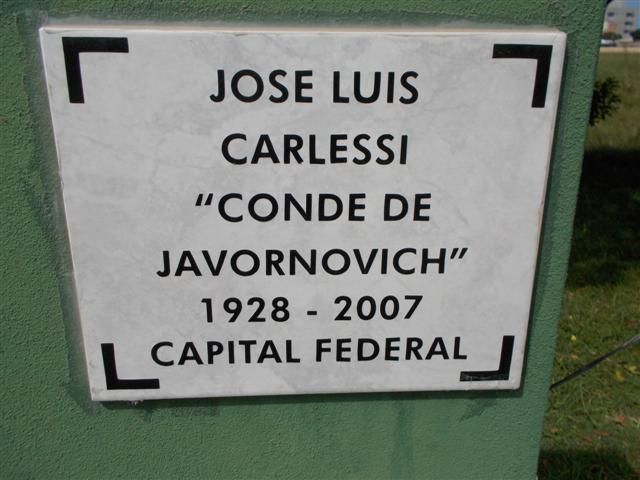 JOSE LUIS
CARLESSI
“CONDE DE
JAVORNOVICH”
1928 - 2007
CAPITAL FEDERAL